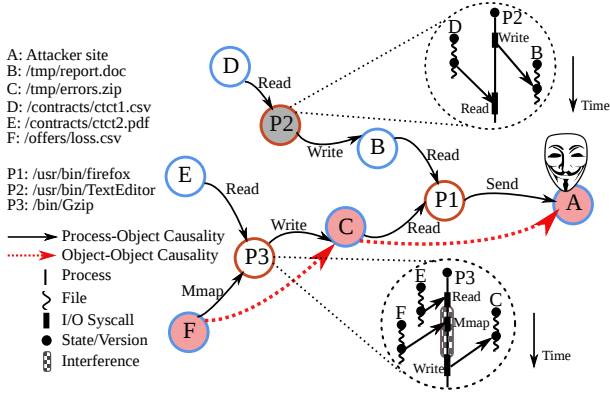 A: Attacker site
B: /tmp/report.doc
C: /tmp/errors.zip
D: /contracts/ctct1.csv
E: /contracts/ctct2.pdf
F: /offers/loss.csv
P1: /usr/bin/firefox
P2: /usr/bin/TextEditor
P3: /bin/Gzip
Process-Object Causality
Object-Object Causality
Process
File
I/O Syscall
State/Version
Interference
D
Read
P2
Write
B
Read
E
Read
P1
Send
A
C
Read
Write
P3
Mmap
F
P2
D
Write
B
Read
Time
P3
E
Read
C
F
Mmap
Write
Time